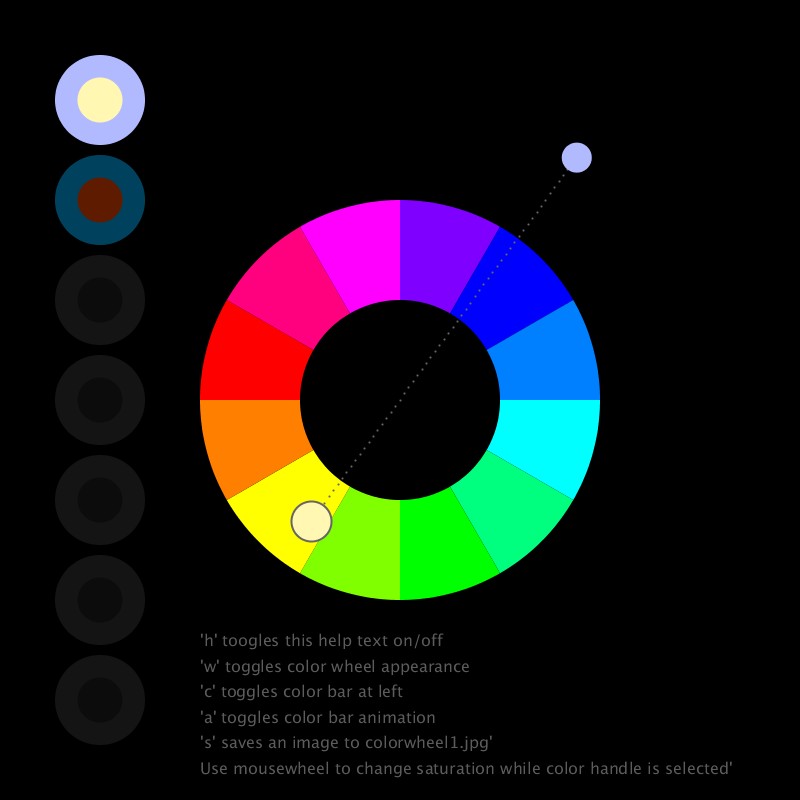 'h' toogles this help text on/off
'w' toggles color wheel appearance
'c' toggles color bar at left
'a' toggles color bar animation
's' saves an image to colorwheel1.jpg'
Use mousewheel to change saturation while color handle is selected'